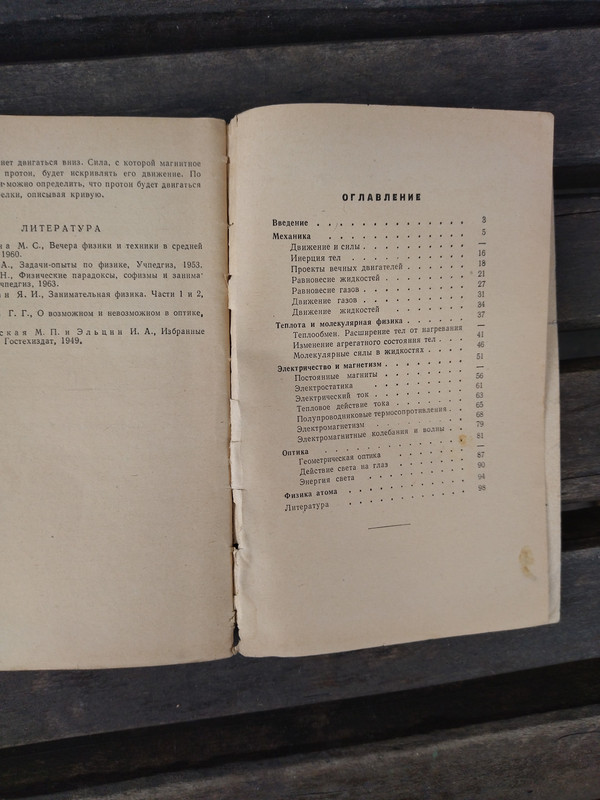 нет двигаться вниз. Сила, с которой магнитное
протон, будет искривлять его движение. По
можно определить, что протон будет двигаться
описывая кривую.
ЛИТЕРАТУРА
М. С., Вечера физики и техники в средней
1960.
А., Задачи-опыты по физике, Учпедгиз, 1953.
Н., Физические парадоксы, софизмы и занима-
1963.
Я. И., Занимательная физика. Части 1 и 2,
Г. Г., О возможном и невозможном в оптике,
М. П. и Эльцин И. А., Избранные
Гостехиздат, 1949.
ОГЛАВЛЕНИЕ
Введение 3
Механика 5
Движение и силы —
Инерция тел 16
Проекты вечных двигателей 18
Равновесие жидкостей 21
Равновесие газов 27
Движение газов 31
Движение жидкостей 34
Теплота и молекулярная физика 37
Теплообмен. Расширение тел от нагревания —
Изменение агрегатного состояния тел 41
Молекулярные силы в жидкостях 46
Электричество и магнетизм 51
Постоянные магниты —
Электростатика 56
Электрический ток 61
Тепловое действие тока 63
Полупроводниковые термосопротивления 65
Электромагнетизм 68
Электромагнитные колебания и волны 79
Оптика 81
Геометрическая оптика —
Действие света на глаз 87
Энергия света 90
Физика атома 94
Литература 98